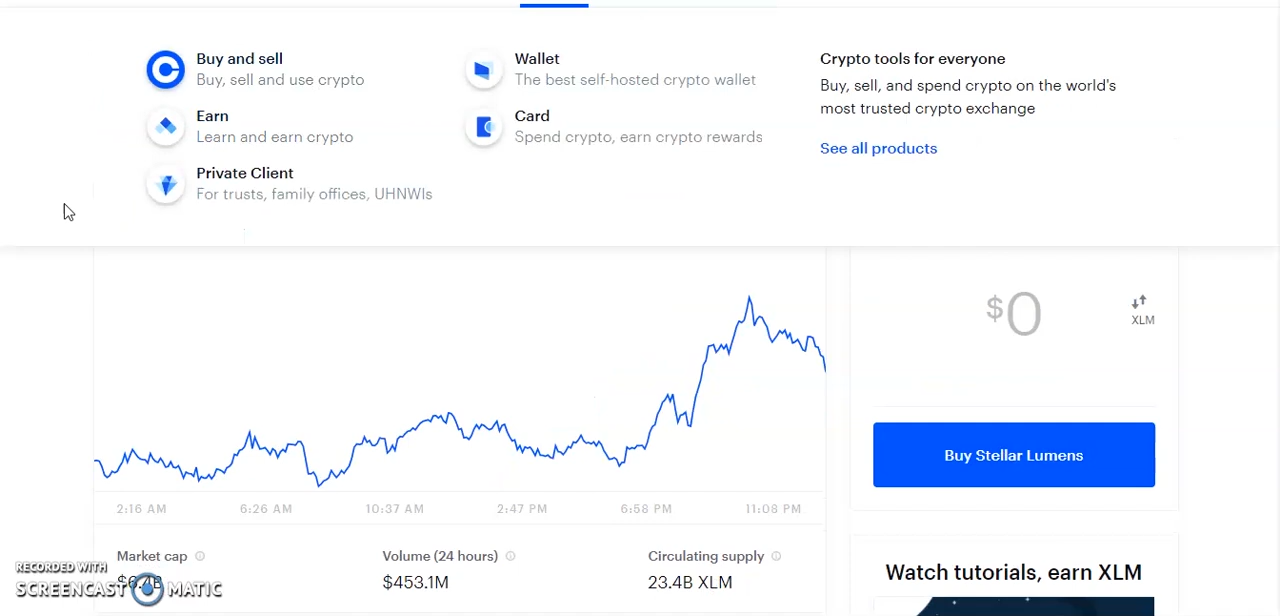 Buy and sell
Buy, sell and use crypto
Earn
Learn and earn crypto
Private Client
For trusts, family offices, UHNWIs
Wallet
The best self-hosted crypto wallet
Card
Spend crypto, earn crypto rewards
Crypto tools for everyone
Buy, sell, and spend crypto on the world's
most trusted crypto exchange
See all products
$0
XLM
Buy Stellar Lumens
2:16 AM 6:26 AM 10:37 AM 2:47 PM 6:58 PM 11:08 PM
Market cap
$6.4B
Volume (24 hours)
$453.1M
Circulating supply
23.4B XLM
Watch tutorials, earn XLM
RECORDED WITH
SCREENCAST MATIC